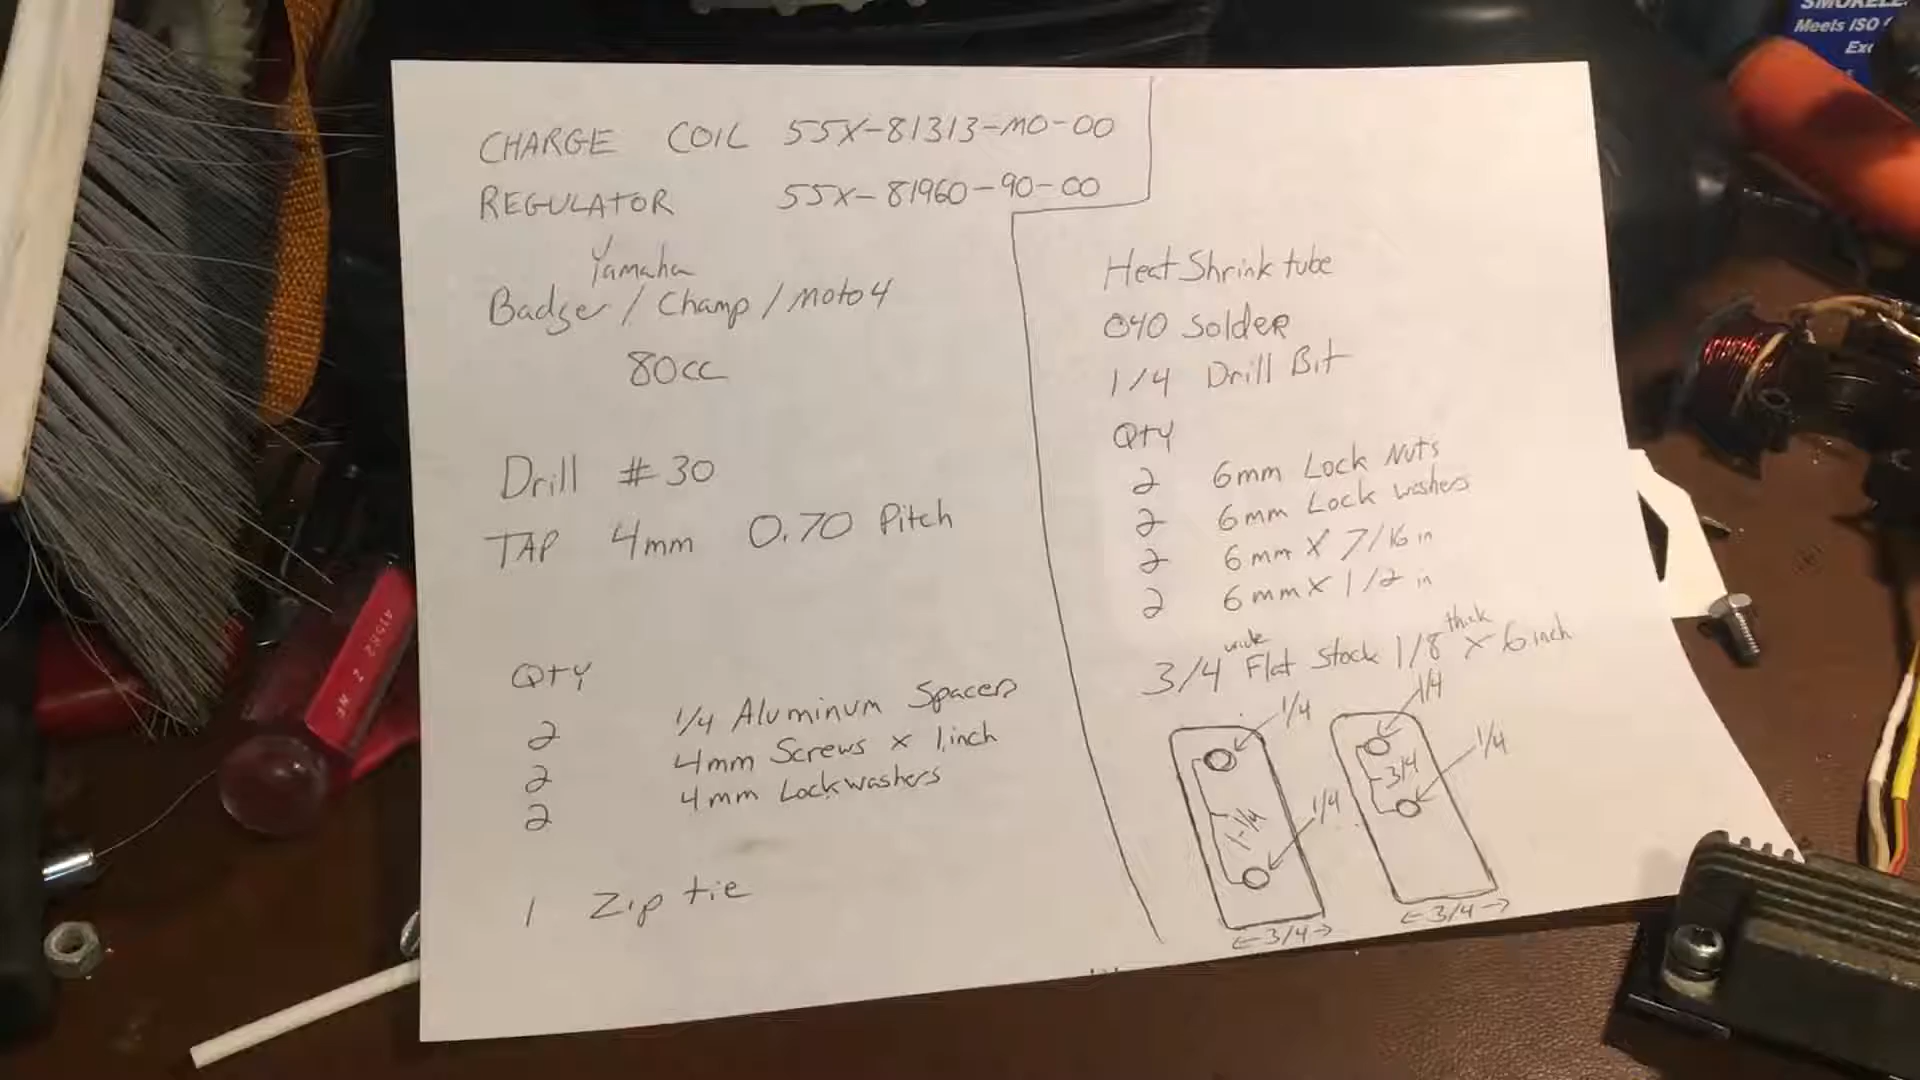 CHARGE COIL 55X-81313-M0-00
REGULATOR 55X-81960-90-00
Yamaha
Badger / Champ / Moto 4
80cc
Drill #30
TAP 4mm 0.70 Pitch
QTY
2 1/4 Aluminum Spacers
2 4mm Screws x 1 inch
2 4mm Lockwashers
1 Zip tie
Heat Shrink tube
040 Solder
1/4 Drill Bit
QTY
2 6mm Lock Nuts
2 6mm Lock washers
2 6mm X 7/16 in
2 6mm X 1/2 in
wide thick
3/4 Flat Stock 1/8 x 6 inch
1/4 1/4
3/4 1/4
1-1/4 1/4
←3/4→ ←3/4→
Meets ISO